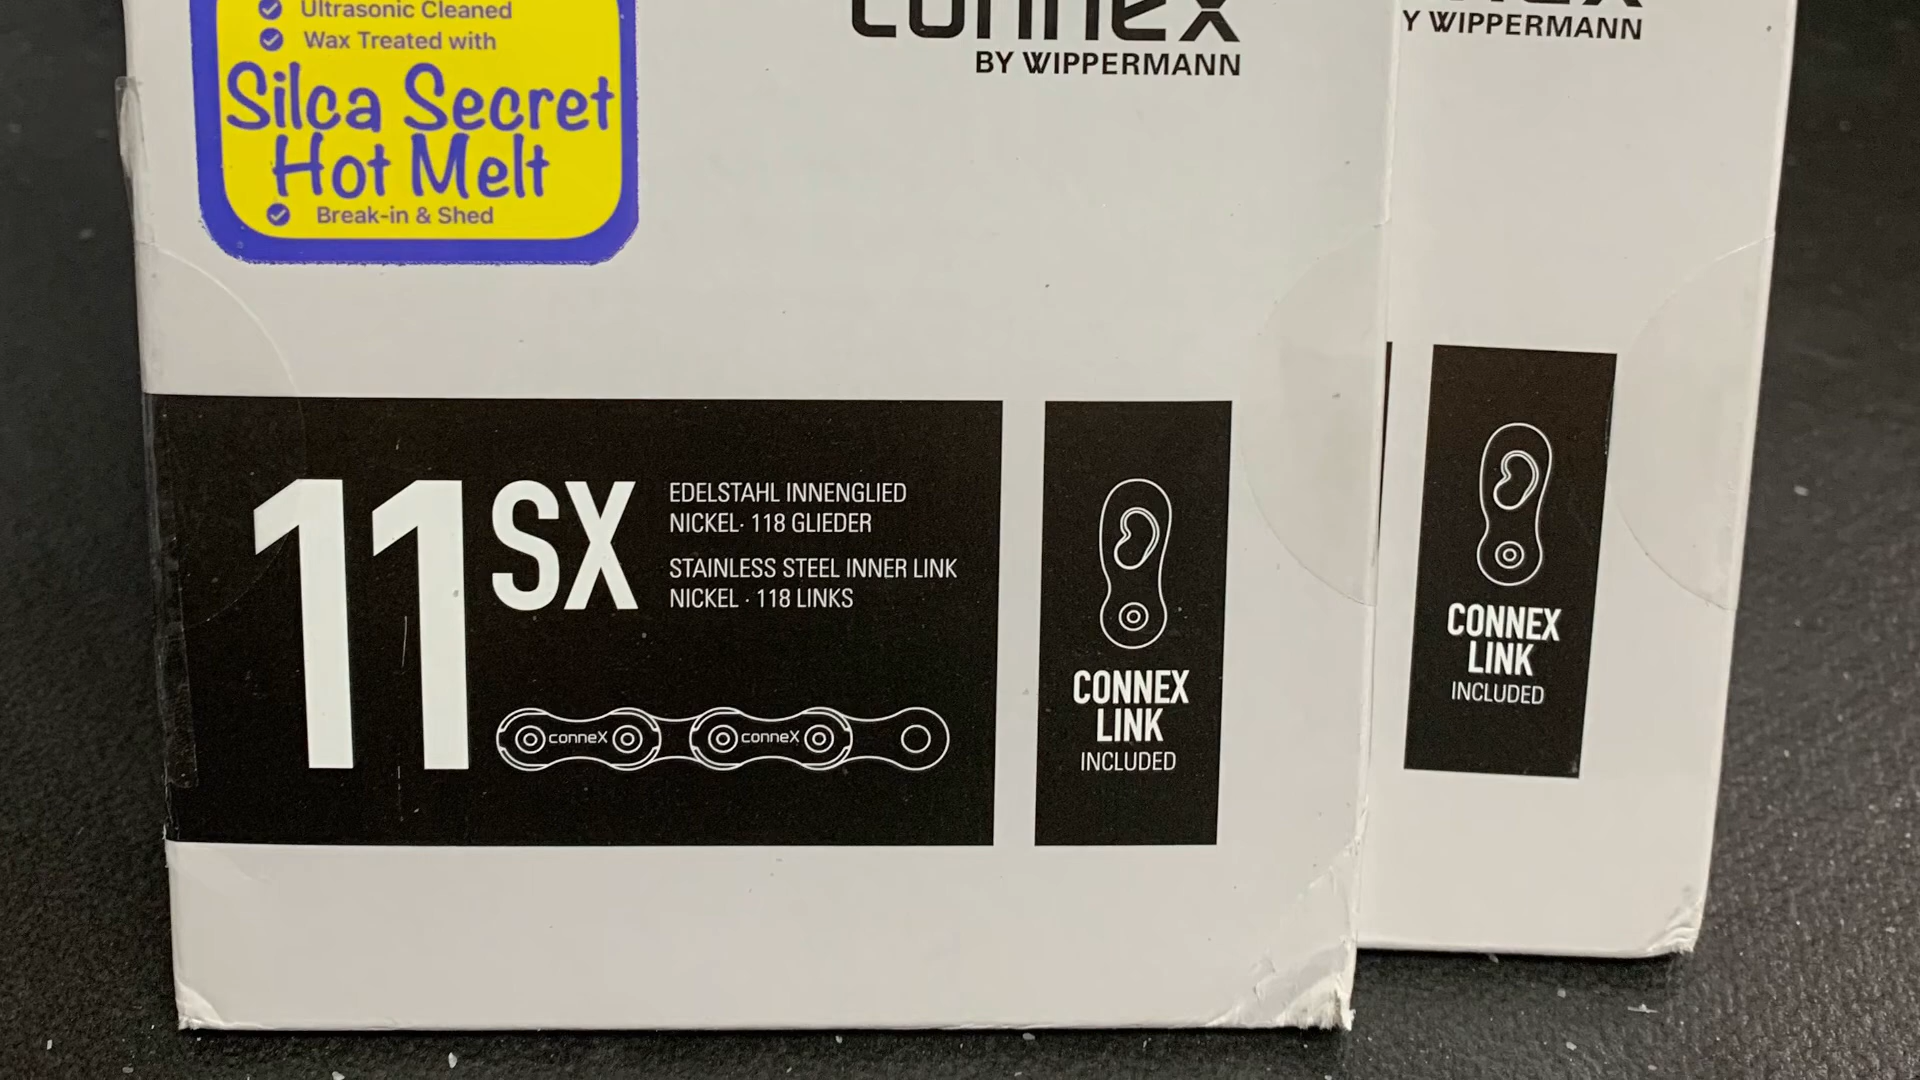 Ultrasonic Cleaned
Wax Treated with
Silca Secret
Hot Melt
Break-in & Shed
conneX
BY WIPPERMANN
11SX
EDELSTAHL INNENGLIED
NICKEL· 118 GLIEDER
STAINLESS STEEL INNER LINK
NICKEL · 118 LINKS
conneX conneX
CONNEX
LINK
INCLUDED
Y WIPPERMANN
CONNEX
LINK
INCLUDED